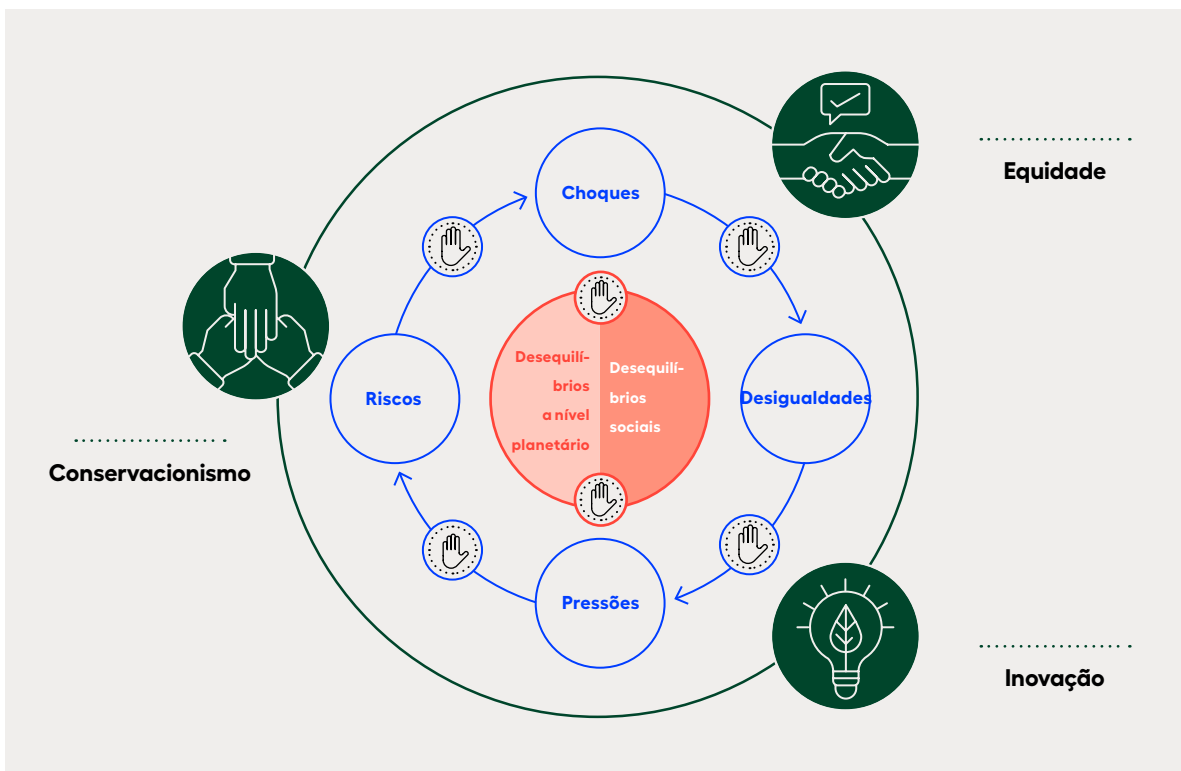 Equidade
Choques
Desequilí-
brios
a nível
planetário
Desequilí-
brios
sociais
Riscos
Desigualdades
Conservacionismo
Pressões
Inovação